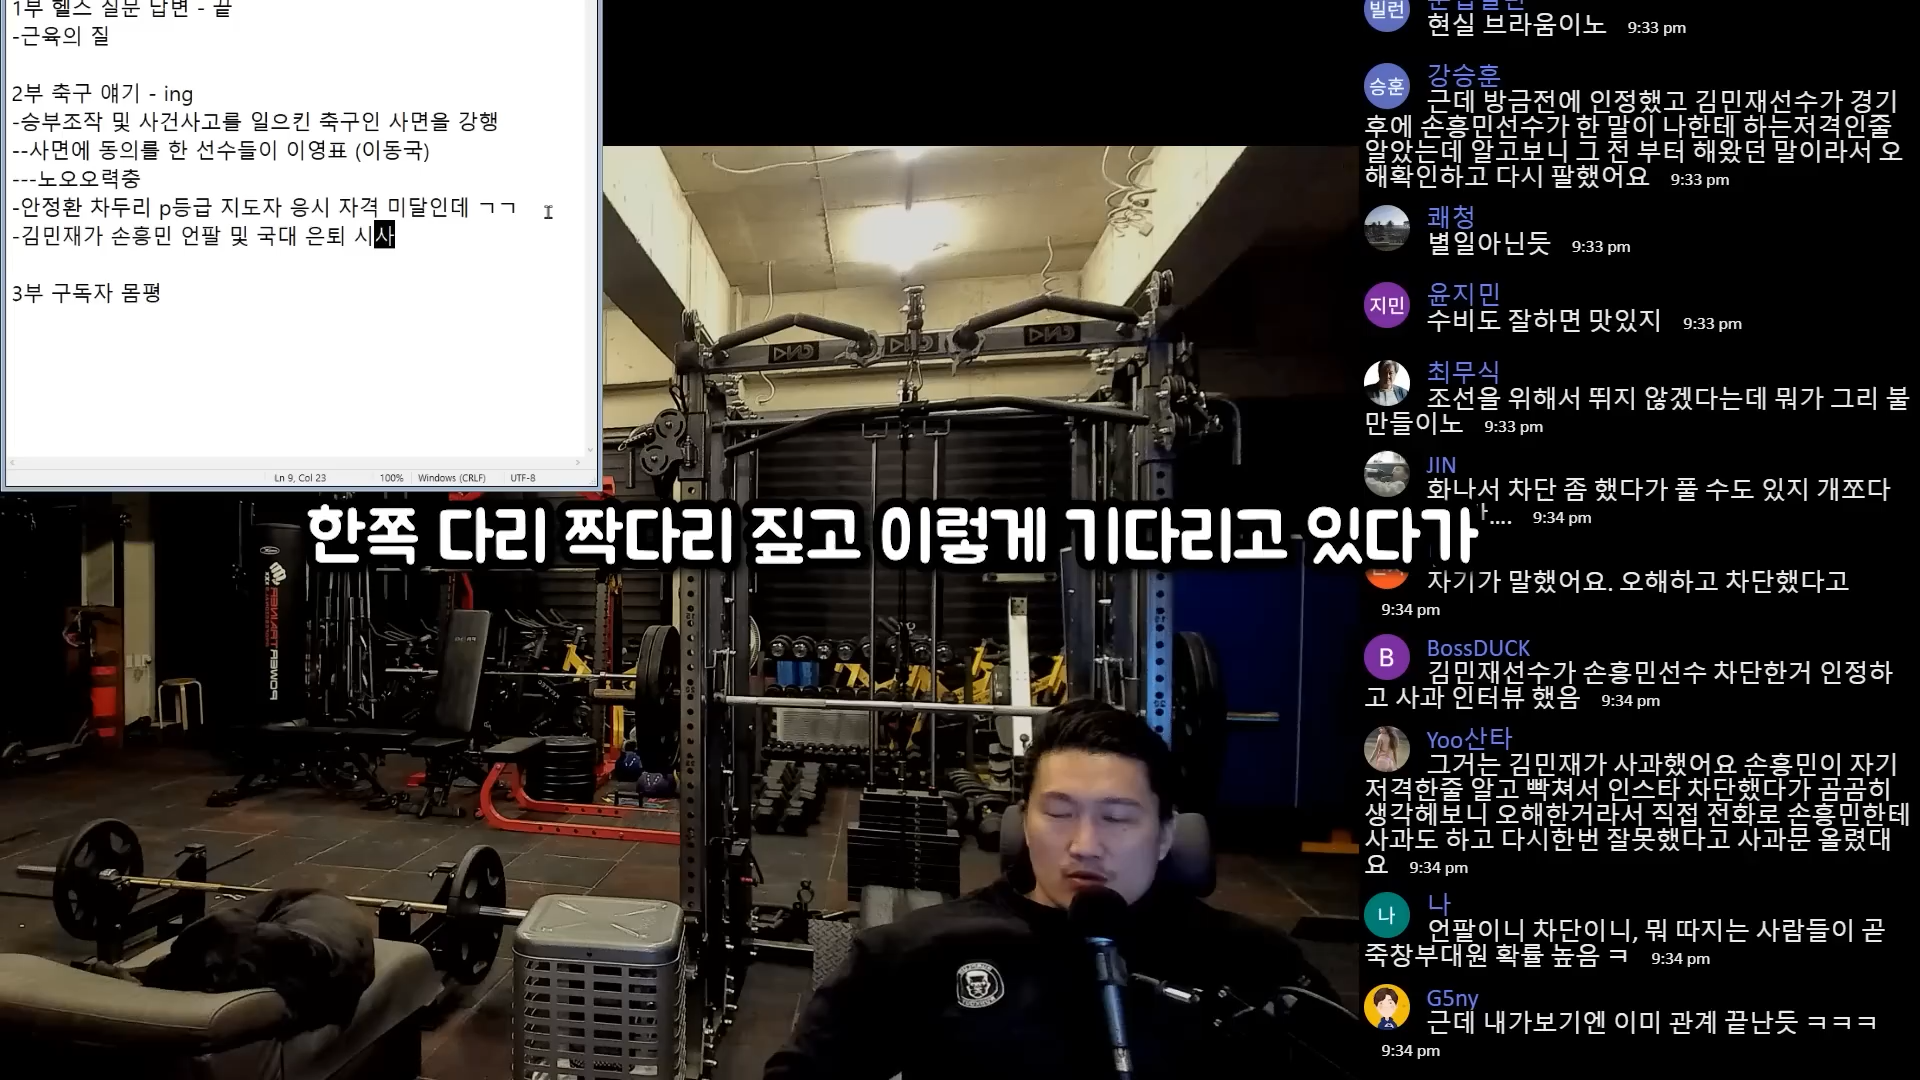 1부 헬스 질문 답변 - 끝
-근육의 질
2부 축구 얘기 - ing
-승부조작 및 사건사고를 일으킨 축구인 사면을 강행
--사면에 동의를 한 선수들이 이영표 (이동국)
---노오오력충
-안정환 차두리 p등급 지도자 응시 자격 미달인데 ㄱㄱ
-김민재가 손흥민 언팔 및 국대 은퇴 시사
3부 구독자 몸평
Ln 9, Col 23 100% Windows (CRLF) UTF-8
한쪽 다리 짝다리 짚고 이렇게 기다리고 있다가
빌런
현실 브라움이노 9:33 pm
승훈 강승훈
근데 방금전에 인정했고 김민재선수가 경기
후에 손흥민선수가 한 말이 나한테 하는저격인줄
알았는데 알고보니 그 전 부터 해왔던 말이라서 오
해확인하고 다시 팔했어요 9:33 pm
쾌청
별일아닌듯 9:33 pm
지민 윤지민
수비도 잘하면 맛있지 9:33 pm
최무식
조선을 위해서 뛰지 않겠다는데 뭐가 그리 불
만들이노 9:33 pm
JIN
화나서 차단 좀 했다가 풀 수도 있지 개쪼다
.... 9:34 pm
자기가 말했어요. 오해하고 차단했다고
9:34 pm
B BossDUCK
김민재선수가 손흥민선수 차단한거 인정하
고 사과 인터뷰 했음 9:34 pm
Yoo산타
그거는 김민재가 사과했어요 손흥민이 자기
저격한줄 알고 빡쳐서 인스타 차단했다가 곰곰히
생각헤보니 오해한거라서 직접 전화로 손흥민한테
사과도 하고 다시한번 잘못했다고 사과문 올렸대
요 9:34 pm
나 나
언팔이니 차단이니, 뭐 따지는 사람들이 곧
죽창부대원 확률 높음 ㅋ 9:34 pm
G5ny
근데 내가보기엔 이미 관계 끝난듯 ㅋㅋㅋ
9:34 pm